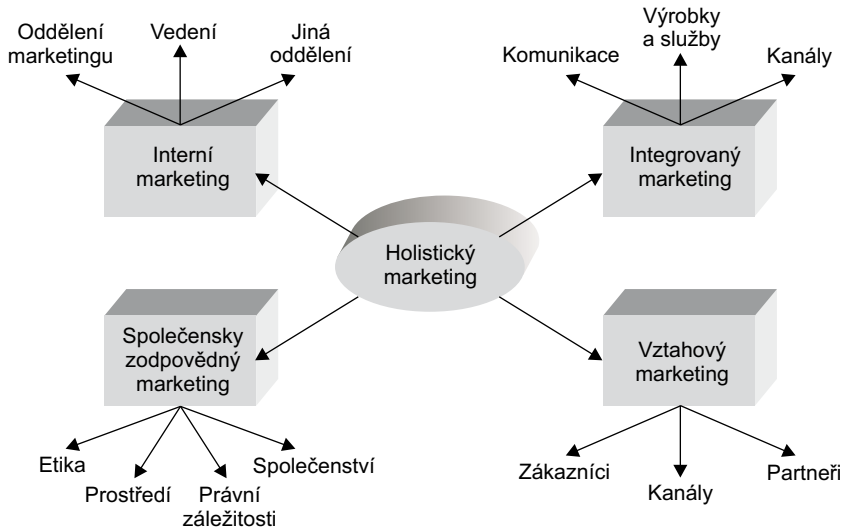 Oddělení
marketingu
Vedení
Jiná
oddělení
Interní
marketing
Komunikace
Výrobky
a služby
Kanály
Integrovaný
marketing
Holistický
marketing
Společensky
zodpovědný
marketing
Etika
Prostředí
Právní
záležitosti
Společenství
Vztahový
marketing
Zákazníci
Kanály
Partneři